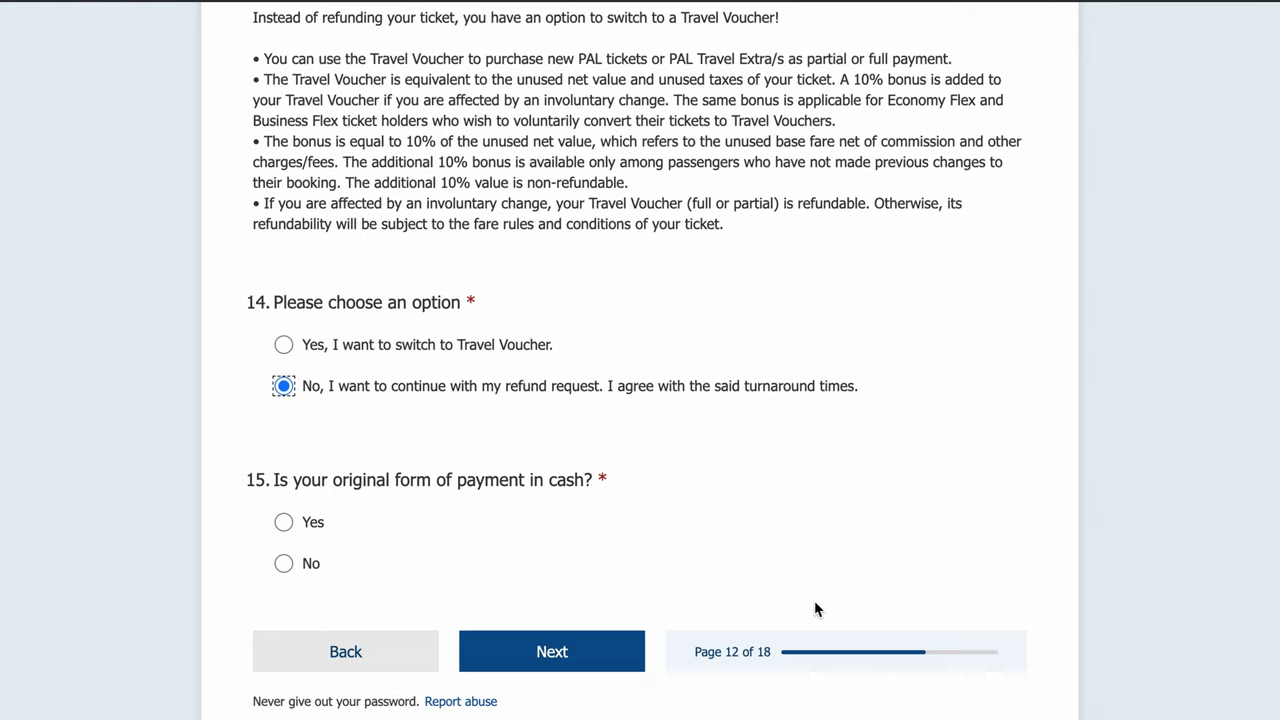 Instead of refunding your ticket, you have an option to switch to a Travel Voucher!
• You can use the Travel Voucher to purchase new PAL tickets or PAL Travel Extra/s as partial or full payment.
• The Travel Voucher is equivalent to the unused net value and unused taxes of your ticket. A 10% bonus is added to
your Travel Voucher if you are affected by an involuntary change. The same bonus is applicable for Economy Flex and
Business Flex ticket holders who wish to voluntarily convert their tickets to Travel Vouchers.
• The bonus is equal to 10% of the unused net value, which refers to the unused base fare net of commission and other
charges/fees. The additional 10% bonus is available only among passengers who have not made previous changes to
their booking. The additional 10% value is non-refundable.
• If you are affected by an involuntary change, your Travel Voucher (full or partial) is refundable. Otherwise, its
refundability will be subject to the fare rules and conditions of your ticket.
14. Please choose an option *
Yes, I want to switch to Travel Voucher.
No, I want to continue with my refund request. I agree with the said turnaround times.
15. Is your original form of payment in cash? *
Yes
No
Back
Next
Page 12 of 18
Never give out your password. Report abuse